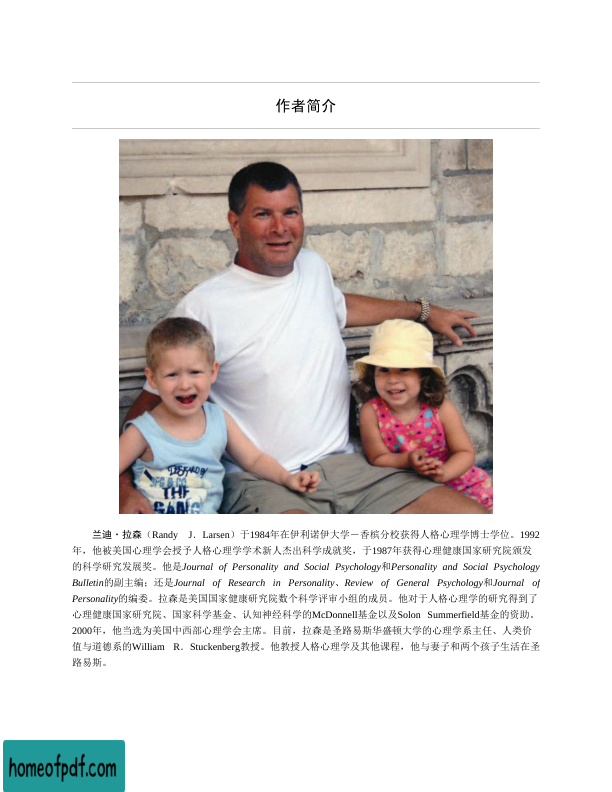 作者简介
DEFRAG
THE
GANG
兰迪·拉森（Randy J. Larsen）于1984年在伊利诺伊大学－香槟分校获得人格心理学博士学位。1992
年，他被美国心理学会授予人格心理学学术新人杰出科学成就奖，于1987年获得心理健康国家研究院颁发
的科学研究发展奖。他是Journal of Personality and Social Psychology和Personality and Social Psychology
Bulletin的副主编；还是Journal of Research in Personality、Review of General Psychology和Journal of
Personality的编委。拉森是美国国家健康研究院数个科学评审小组的成员。他对于人格心理学的研究得到了
心理健康国家研究院、国家科学基金、认知神经科学的McDonnell基金以及Solon Summerfield基金的资助。
2000年，他当选为美国中西部心理学会主席。目前，拉森是圣路易斯华盛顿大学的心理学系主任、人类价
值与道德系的William R．Stuckenberg教授。他教授人格心理学及其他课程，他与妻子和两个孩子生活在圣
路易斯。
homeofpdf.com